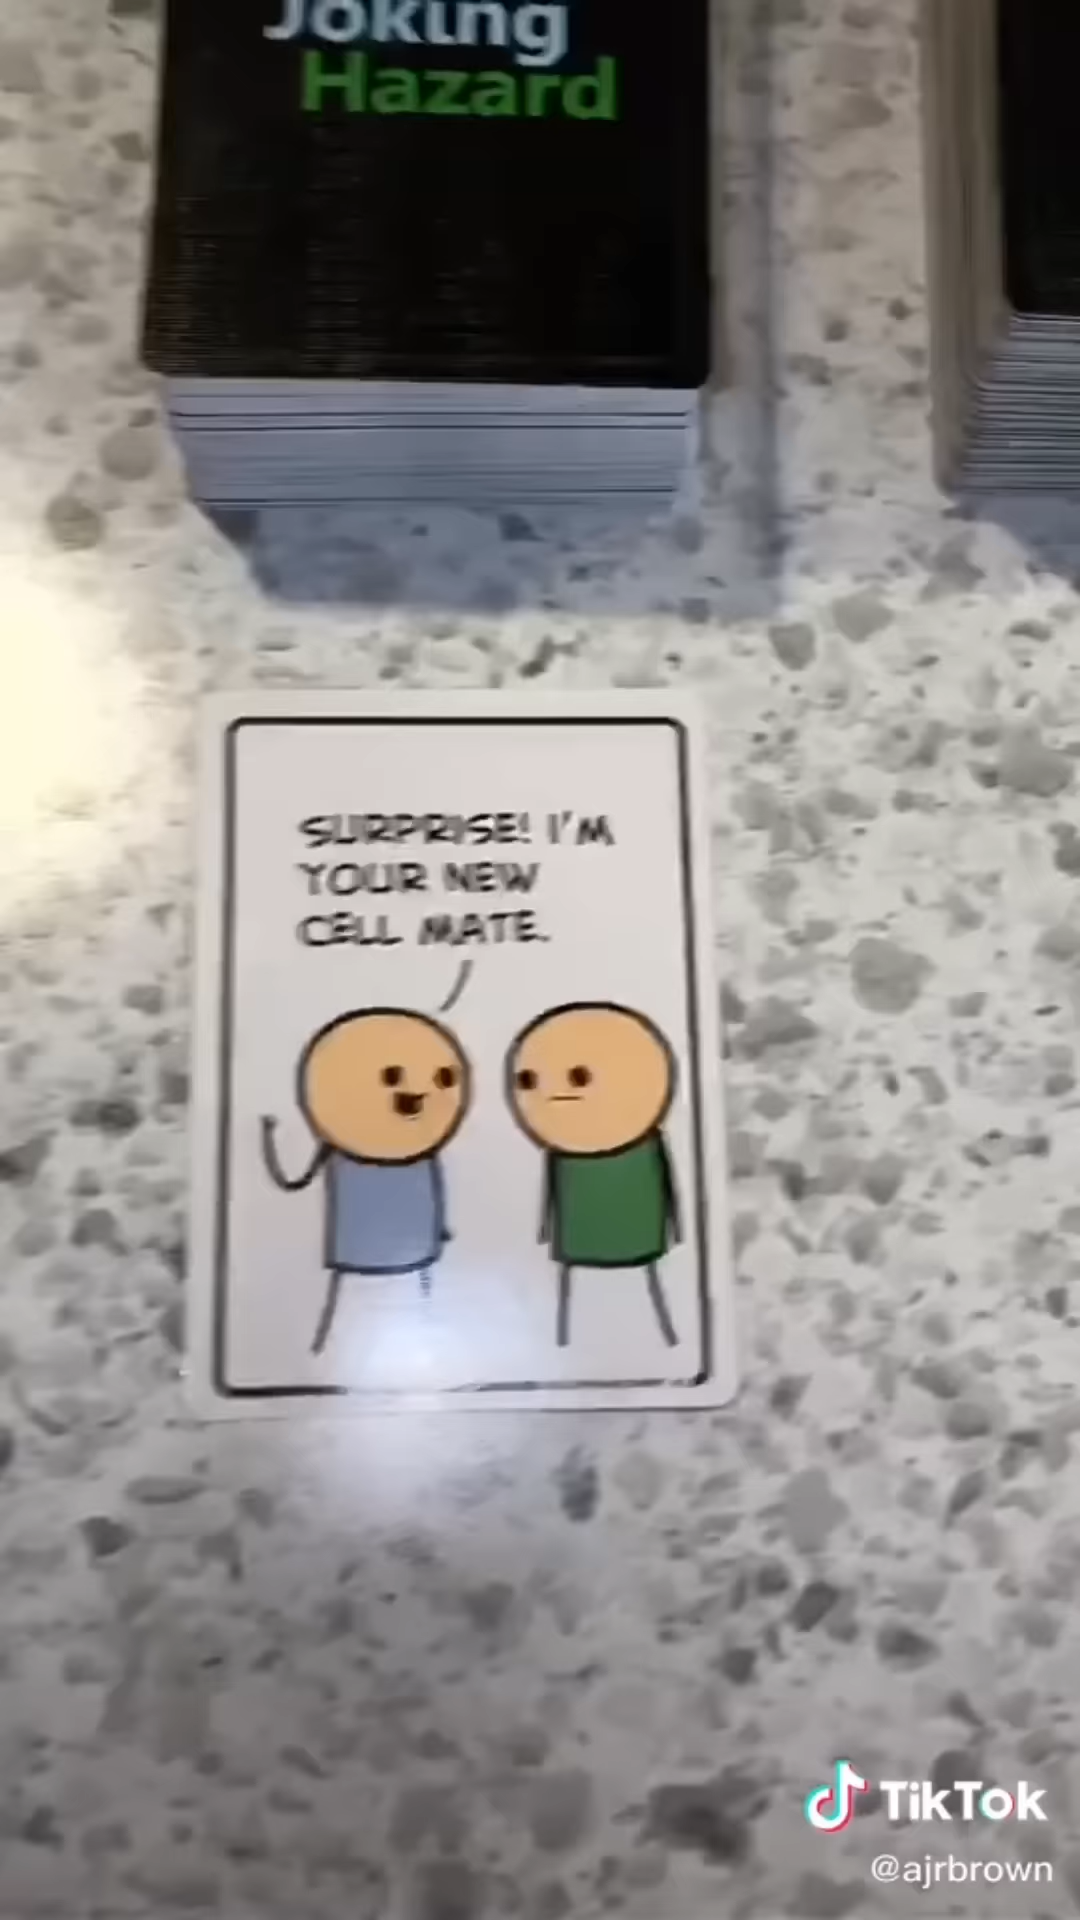 Joking
Hazard
SURPRISE! I'M
YOUR NEW
CELL MATE.
TikTok
@ajrbrown